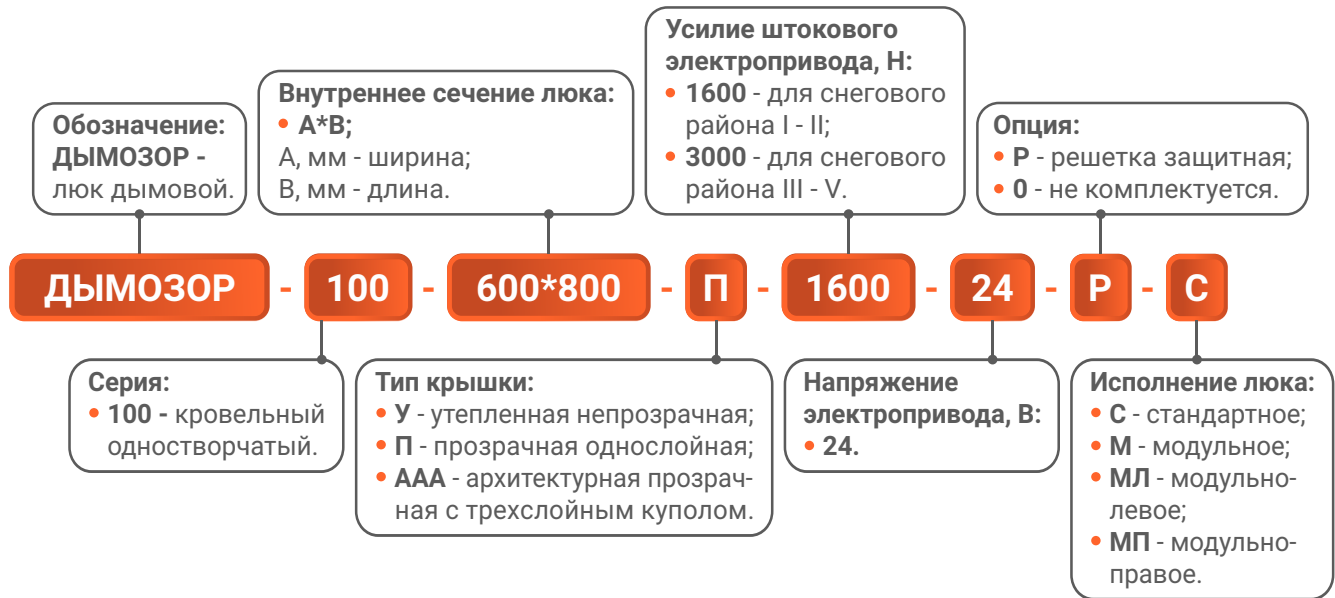 Обозначение:
ДЫМОЗОР -
люк дымовой.
Внутреннее сечение люка:
• A*B;
А, мм - ширина;
В, мм - длина.
Усилие штокового
электропривода, Н:
• 1600 - для снегового
района I - II;
• 3000 - для снегового
района III - V.
Опция:
• Р - решетка защитная;
• 0 - не комплектуется.
ДЫМОЗОР - 100 - 600*800 - П - 1600 - 24 - Р - С
Серия:
• 100 - кровельный
одностворчатый.
Тип крышки:
• У - утепленная непрозрачная;
• П - прозрачная однослойная;
• ААА - архитектурная прозрач-
ная с трехслойным куполом.
Напряжение
электропривода, В:
• 24.
Исполнение люка:
• С - стандартное;
• М - модульное;
• МЛ - модульно-
левое;
• МП - модульно-
правое.